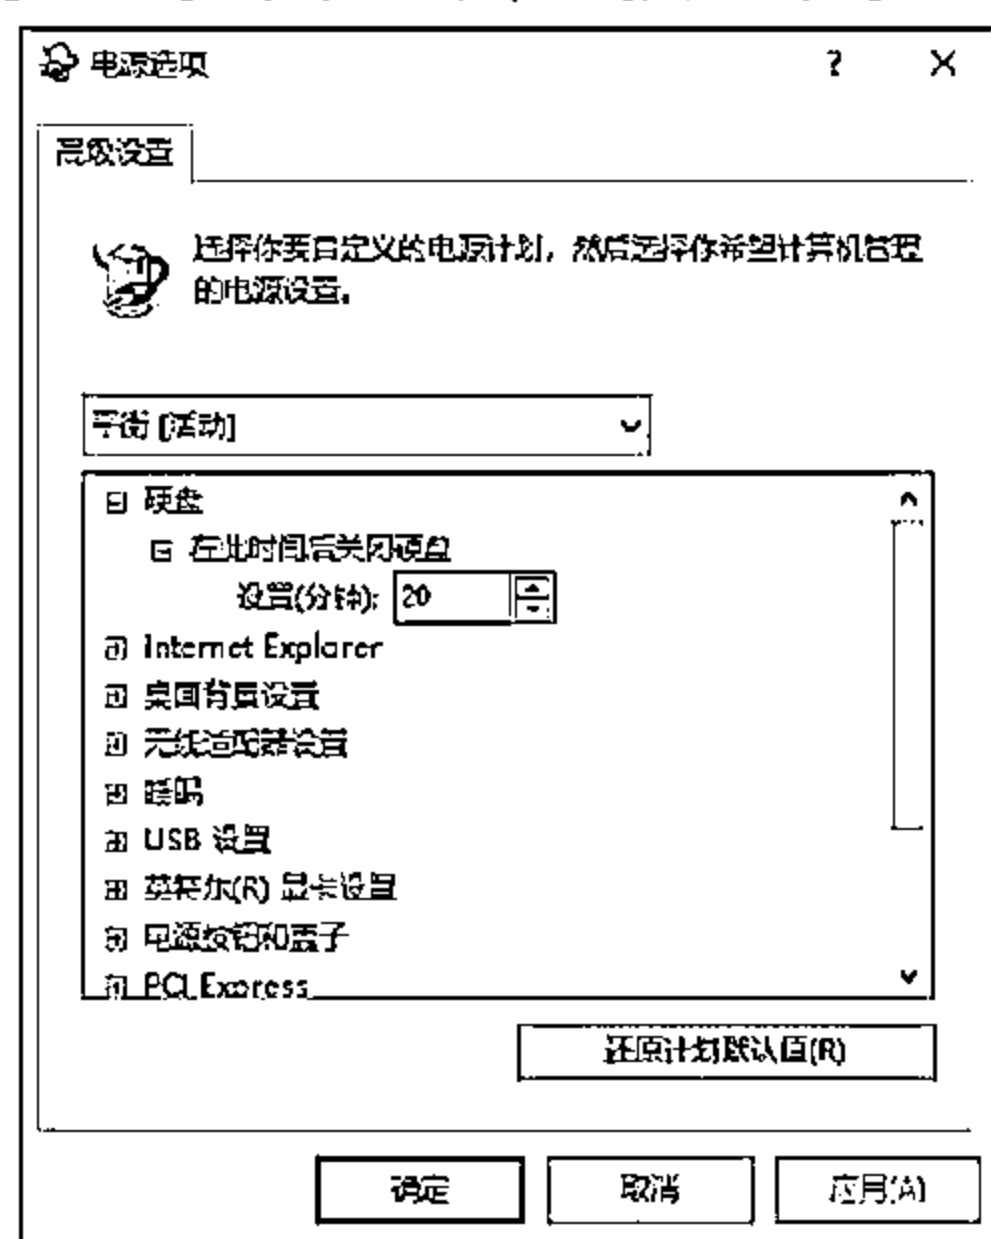 电源选项
高级设置
选择你要自定义的电源计划，然后选择你希望计算机管理
的电源设置。
平衡 [活动]
硬盘
在此时间后关闭硬盘
设置(分钟): 20
Internet Explorer
桌面背景设置
无线适配器设置
睡眠
USB 设置
英特尔(R) 显卡设置
电源按钮和盖子
PCI Express
还原计划默认值(R)
确定
取消
应用(A)